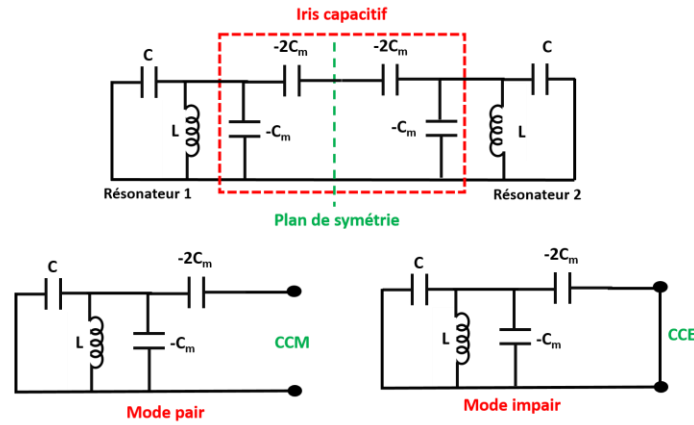 Iris capacitif
-2Cm -2Cm
C C
L -Cm -Cm L
Résonateur 1 Résonateur 2
Plan de symétrie
-2Cm -2Cm
C C
L -Cm CCM L -Cm CCE
Mode pair Mode impair